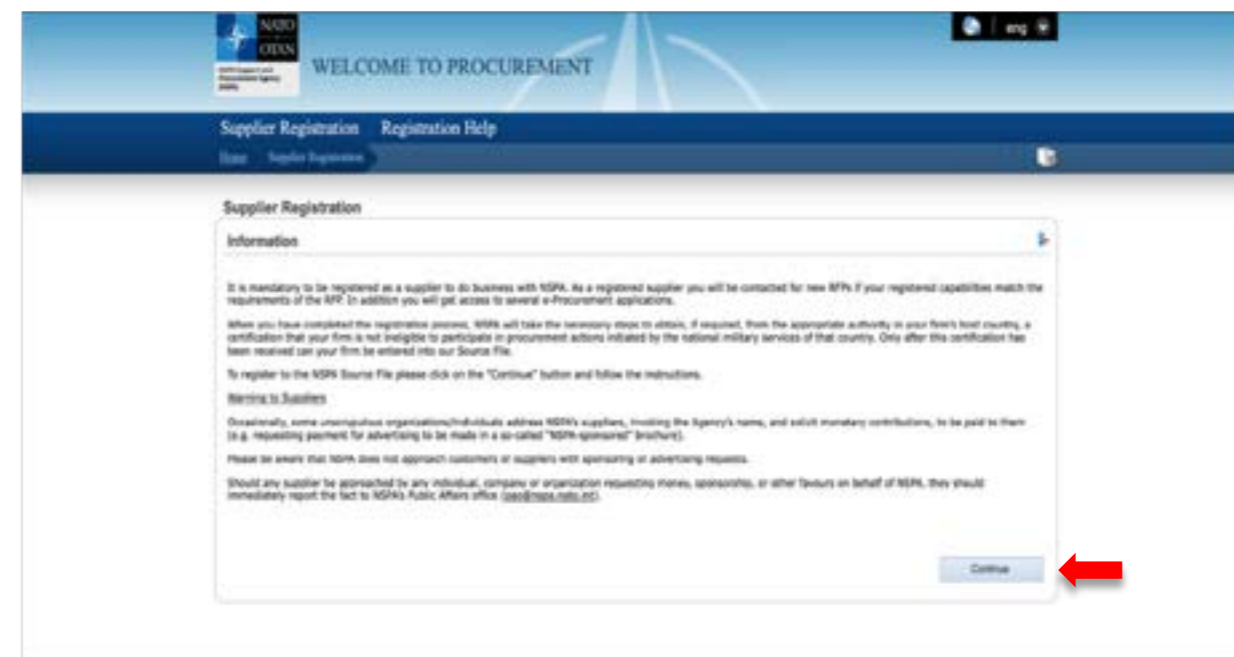 NATO
OTAN
WELCOME TO PROCUREMENT
eng
Supplier Registration Registration Help
Home Supplier Registration
Supplier Registration
Information
It is mandatory to be registered as a supplier to do business with NSPA. As a registered supplier you will be contacted for new RFPs if your registered capabilities match the
requirements of the RFP. In addition you will get access to several e-Procurement applications.
When you have completed the registration process, NSPA will take the necessary steps to obtain, if required, from the appropriate authority in your firm's host country, a
certification that your firm is not ineligible to participate in procurement actions initiated by the national military services of that country. Only after this certification has
been received can your firm be entered into our Source File.
To register to the NSPA Source File please click on the "Continue" button and follow the instructions.
Warning to Suppliers
Occasionally, some unscrupulous organizations/individuals address NSPA's suppliers, invoking the Agency's name, and solicit monetary contributions, to be paid to them
(e.g. requesting payment for advertising to be made in a so-called "NSPA-sponsored" brochure).
Please be aware that NSPA does not approach customers or suppliers with sponsoring or advertising requests.
Should any supplier be approached by any individual, company or organization requesting money, sponsorship, or other favours on behalf of NSPA, they should
immediately report the fact to NSPA's Public Affairs office (pao@nspa.nato.int).
Continue